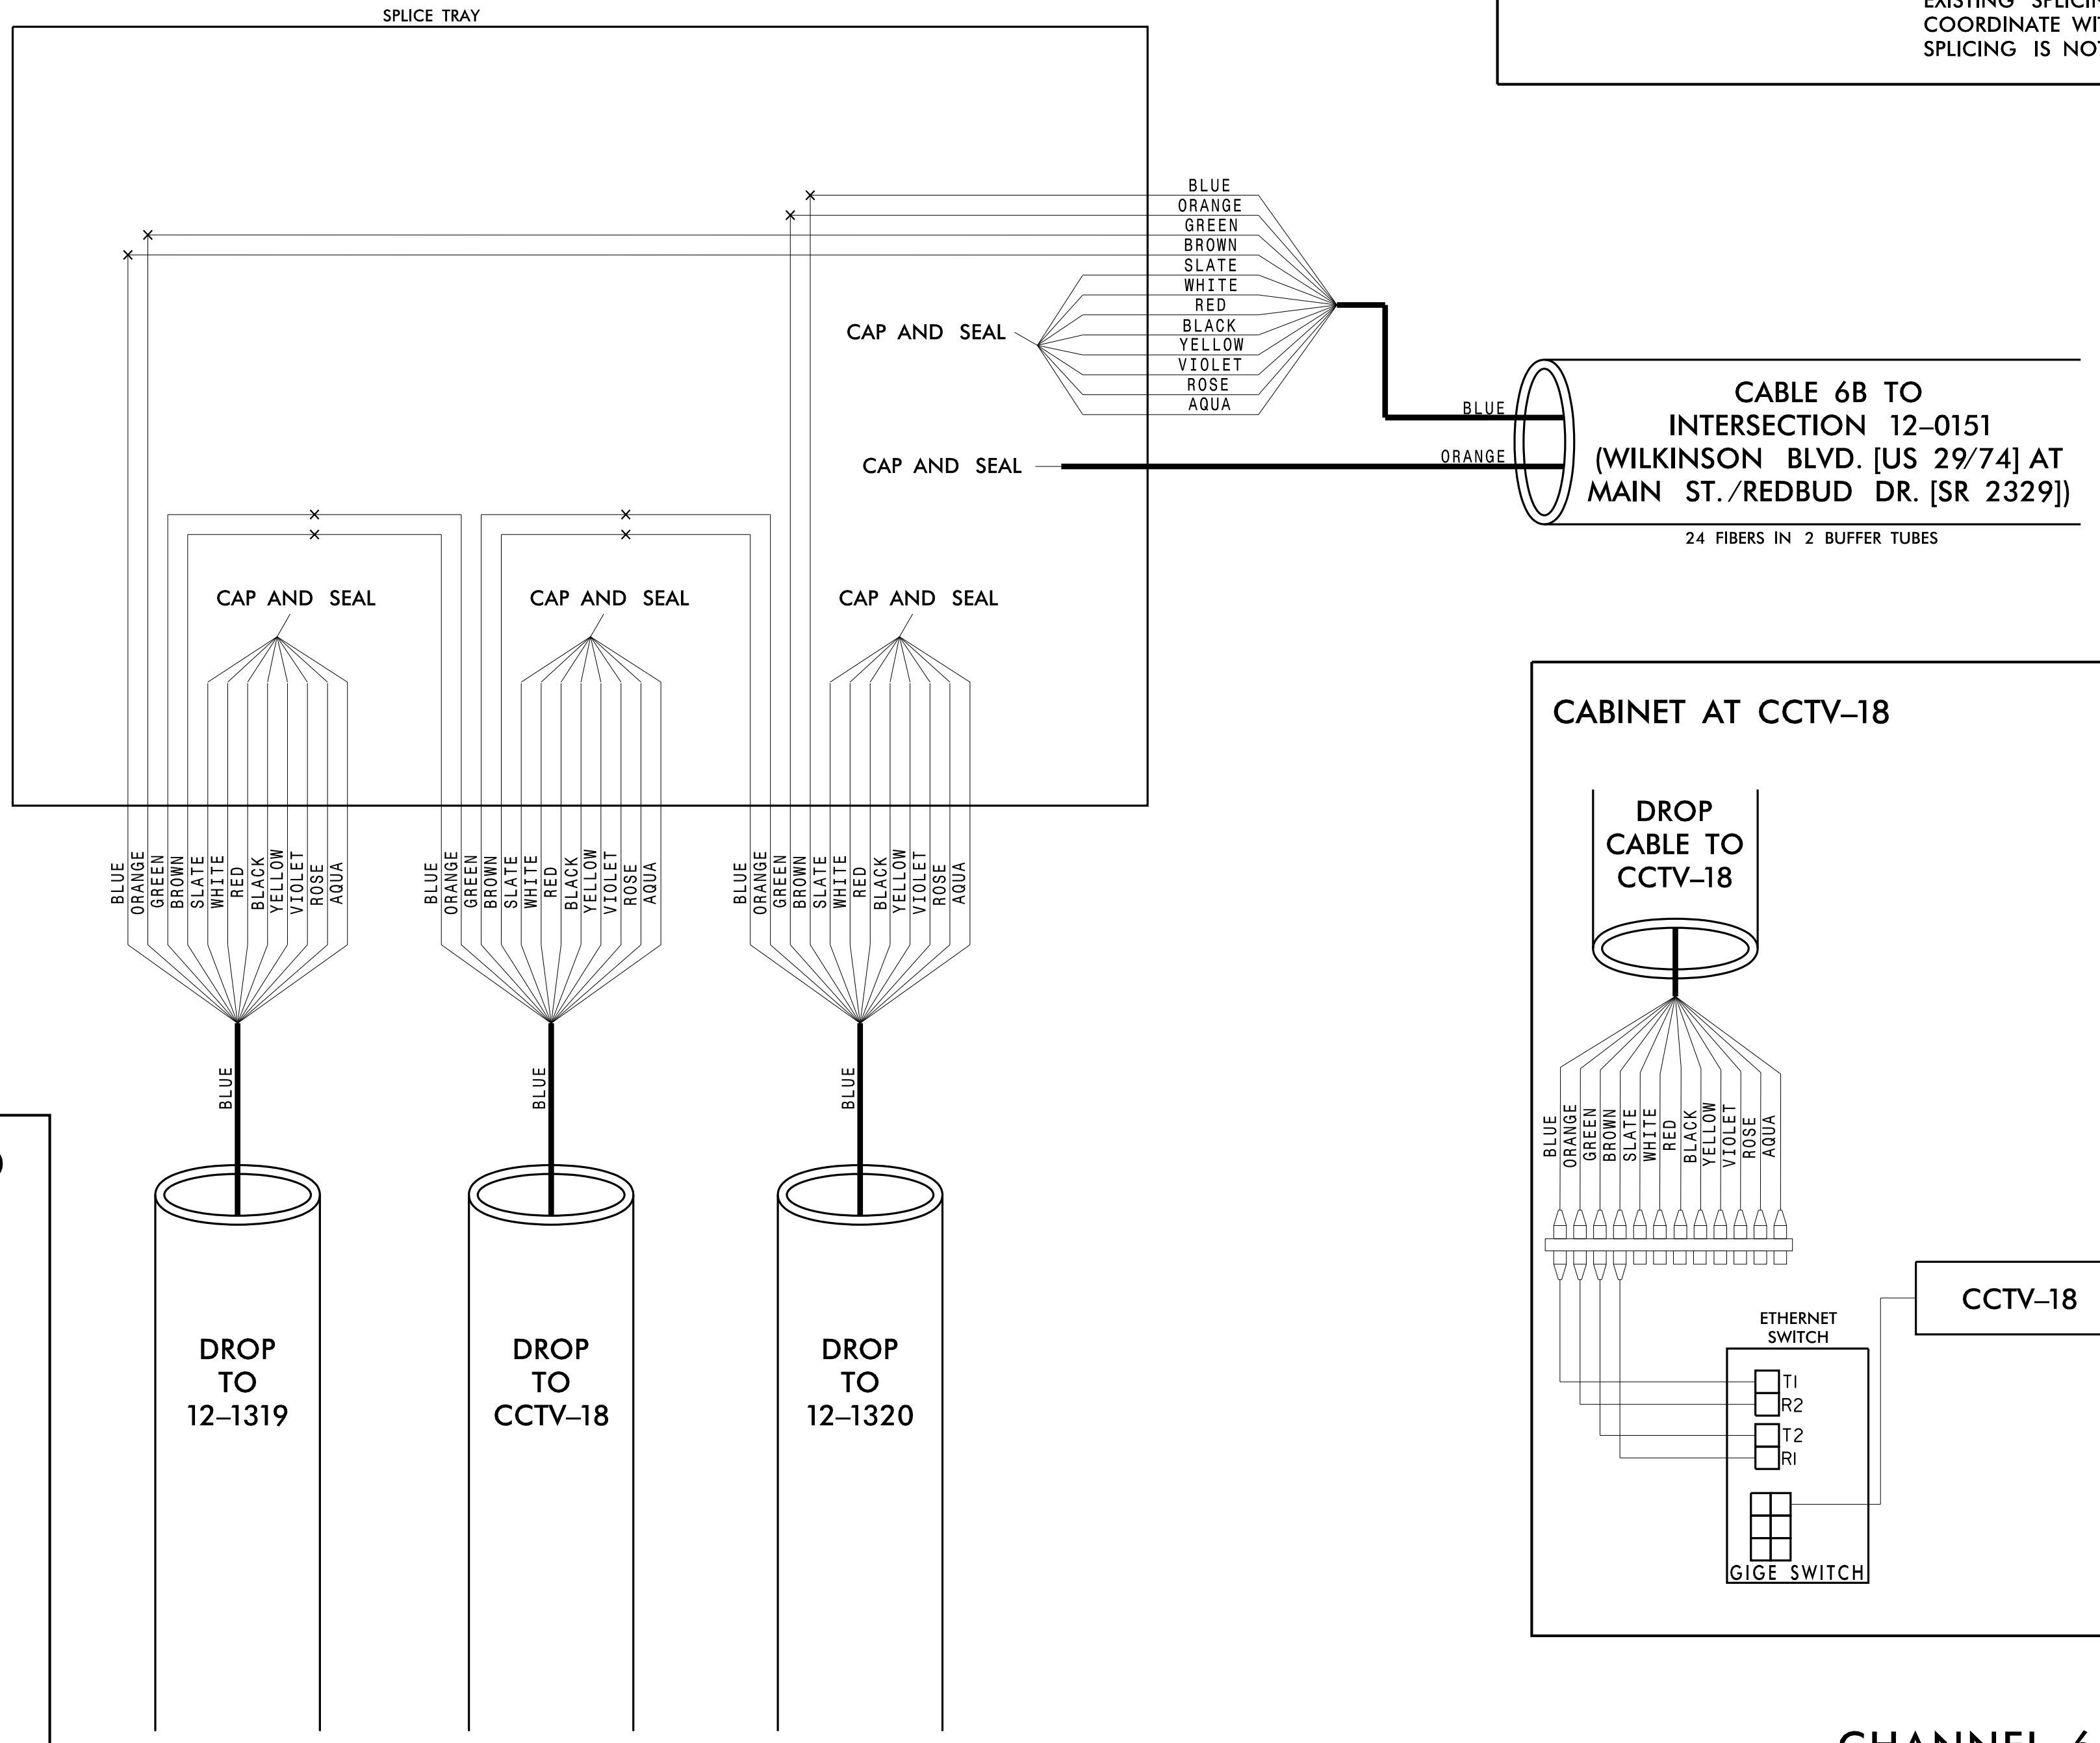 SPLICE TRAY
COORDINATE
SPLICING IS
BLUE
ORANGE
GREEN
BROWN
SLATE
WHITE
RED
BLACK
YELLOW
VIOLET
ROSE
AQUA
CAP AND SEAL
BLUE
CAP AND SEAL
ORANGE
CABLE 6B TO
INTERSECTION 12–0151
(WILKINSON BLVD. [US 29/74] AT
MAIN ST./REDBUD DR. [SR 2329])
24 FIBERS IN 2 BUFFER TUBES
CAP AND SEAL
CAP AND SEAL
CAP AND SEAL
BLUE
ORANGE
GREEN
BROWN
SLATE
WHITE
RED
BLACK
YELLOW
VIOLET
ROSE
AQUA
BLUE
ORANGE
GREEN
BROWN
SLATE
WHITE
RED
BLACK
YELLOW
VIOLET
ROSE
AQUA
BLUE
ORANGE
GREEN
BROWN
SLATE
WHITE
RED
BLACK
YELLOW
VIOLET
ROSE
AQUA
BLUE
BLUE
BLUE
DROP
TO
12–1319
DROP
TO
CCTV–18
DROP
TO
12–1320
CABINET AT CCTV–18
DROP
CABLE TO
CCTV–18
BLUE
ORANGE
GREEN
BROWN
SLATE
WHITE
RED
BLACK
YELLOW
VIOLET
ROSE
AQUA
CCTV–18
ETHERNET
SWITCH
T1
R2
T2
R1
GIGE SWITCH
CHANNEL 6